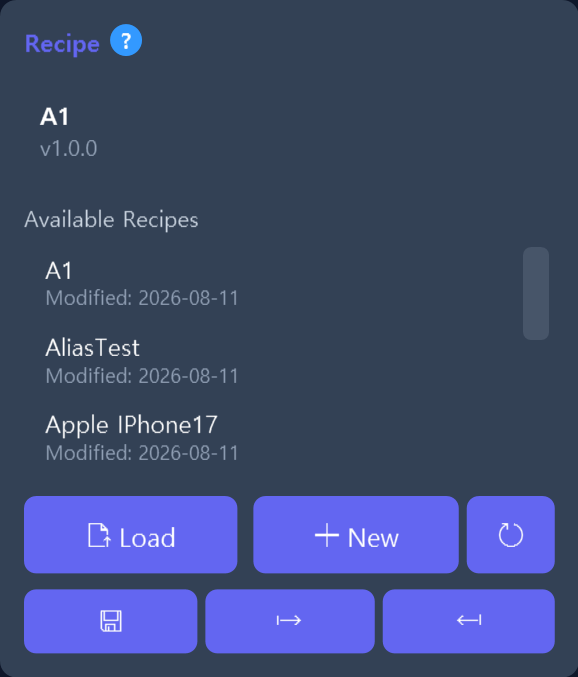 Recipe ?
A1
v1.0.0
Available Recipes
A1
Modified: 2026-08-11
AliasTest
Modified: 2026-08-11
Apple IPhone17
Modified: 2026-08-11
Load
New